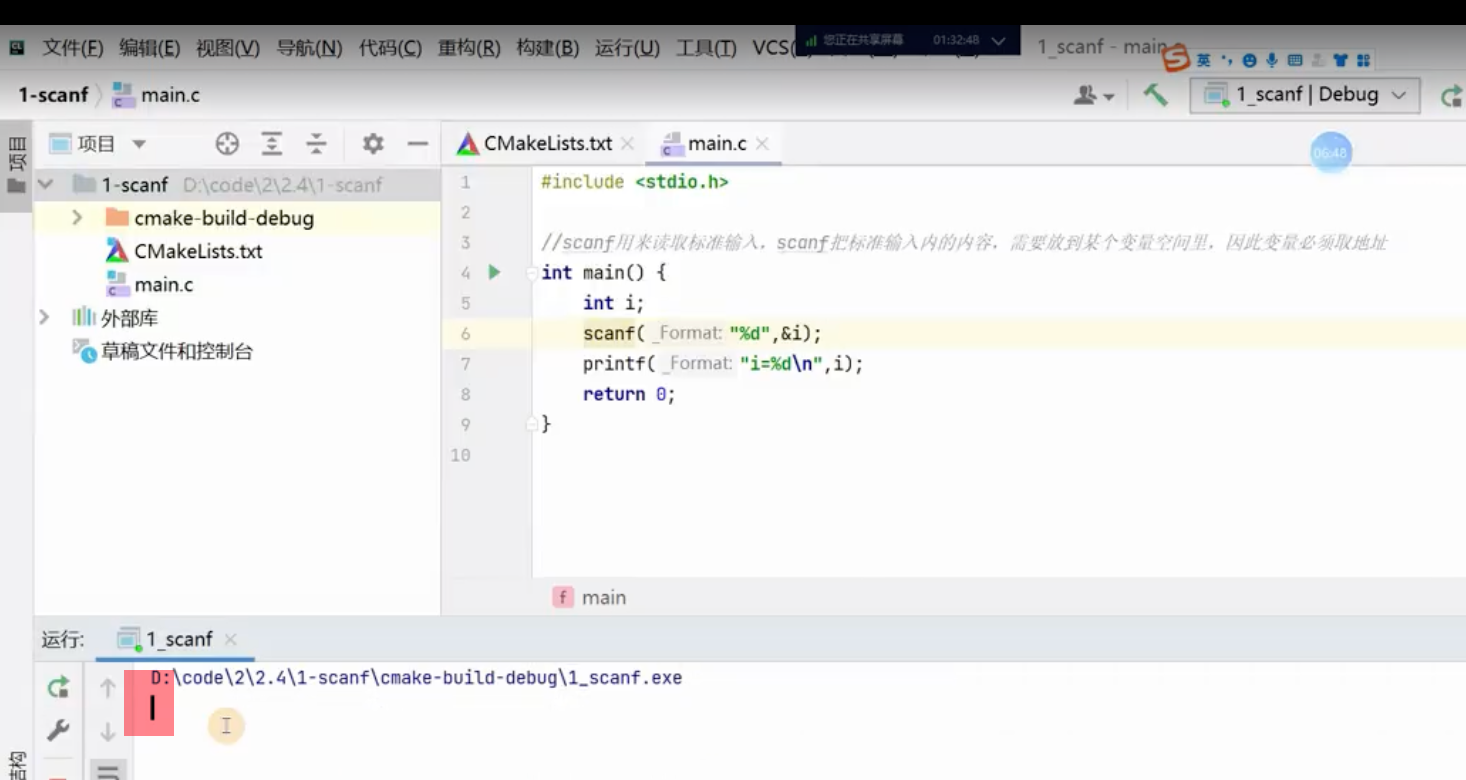 文件(F) 编辑(E) 视图(V) 导航(N) 代码(C) 重构(R) 构建(B) 运行(U) 工具(T) VCS( 您正在共享屏幕 01:32:48 1_scanf - main
英
1-scanf main.c 1_scanf | Debug
项目
项目 CMakeLists.txt main.c
06:48
1-scanf D:\code\2\2.4\1-scanf
cmake-build-debug
CMakeLists.txt
main.c
外部库
草稿文件和控制台
1 #include <stdio.h>
2
3 //scanf用来读取标准输入，scanf把标准输入内的内容，需要放到某个变量空间里，因此变量必须取地址
4 int main() {
5 int i;
6 scanf( _Format: "%d",&i);
7 printf( _Format: "i=%d\n",i);
8 return 0;
9 }
10
f main
运行: 1_scanf
D:\code\2\2.4\1-scanf\cmake-build-debug\1_scanf.exe
结构